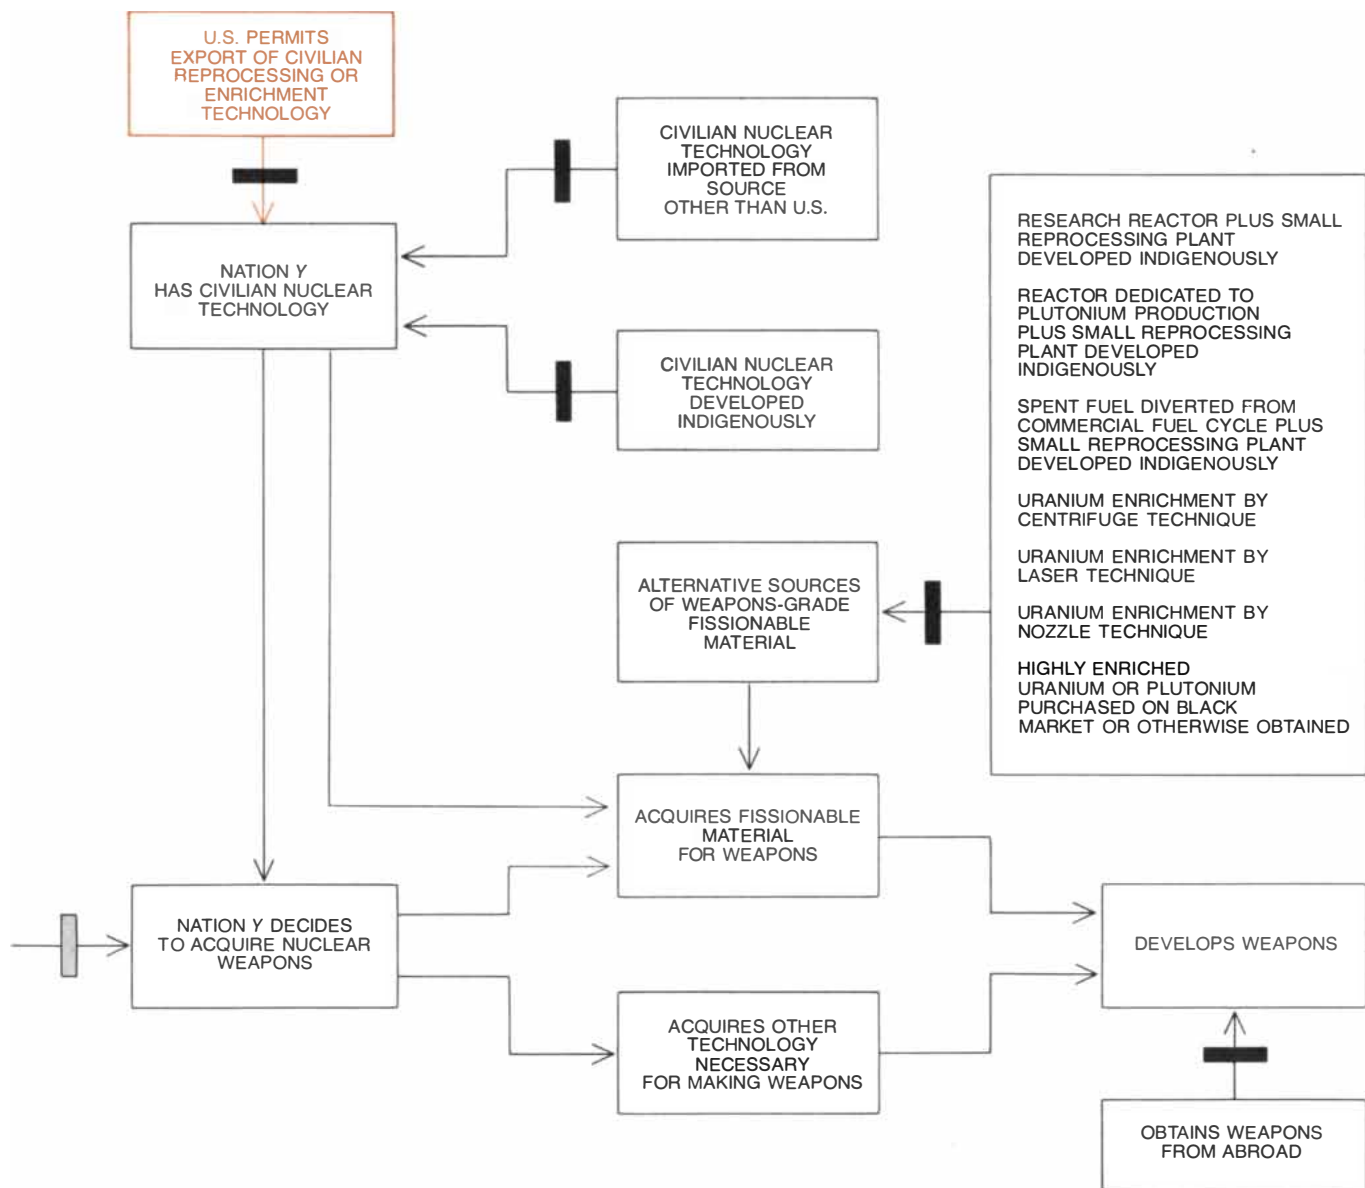 U.S. PERMITS
EXPORT OF CIVILIAN
REPROCESSING OR
ENRICHMENT
TECHNOLOGY
CIVILIAN NUCLEAR
TECHNOLOGY
IMPORTED FROM
SOURCE
OTHER THAN U.S.
NATION Y
HAS CIVILIAN NUCLEAR
TECHNOLOGY
CIVILIAN NUCLEAR
TECHNOLOGY
DEVELOPED
INDIGENOUSLY
RESEARCH REACTOR PLUS SMALL
REPROCESSING PLANT
DEVELOPED INDIGENOUSLY
REACTOR DEDICATED TO
PLUTONIUM PRODUCTION
PLUS SMALL REPROCESSING
PLANT DEVELOPED
INDIGENOUSLY
SPENT FUEL DIVERTED FROM
COMMERCIAL FUEL CYCLE PLUS
SMALL REPROCESSING PLANT
DEVELOPED INDIGENOUSLY
URANIUM ENRICHMENT BY
CENTRIFUGE TECHNIQUE
URANIUM ENRICHMENT BY
LASER TECHNIQUE
URANIUM ENRICHMENT BY
NOZZLE TECHNIQUE
HIGHLY ENRICHED
URANIUM OR PLUTONIUM
PURCHASED ON BLACK
MARKET OR OTHERWISE OBTAINED
ALTERNATIVE SOURCES
OF WEAPONS-GRADE
FISSIONABLE
MATERIAL
ACQUIRES FISSIONABLE
MATERIAL
FOR WEAPONS
NATION Y DECIDES
TO ACQUIRE NUCLEAR
WEAPONS
DEVELOPS WEAPONS
ACQUIRES OTHER
TECHNOLOGY
NECESSARY
FOR MAKING WEAPONS
OBTAINS WEAPONS
FROM ABROAD